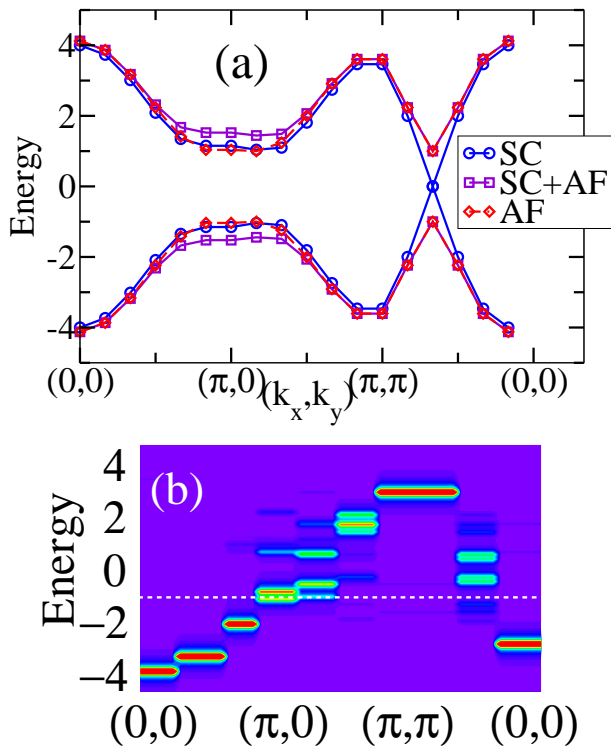 4
2
0
-2
-4
Energy
(a)
SC
SC+AF
AF
(0,0)
(π,0)
(π,π)
(0,0)
(k_x,k_y)
(b)
4
2
0
−2
−4
Energy
(0,0)
(π,0)
(π,π)
(0,0)